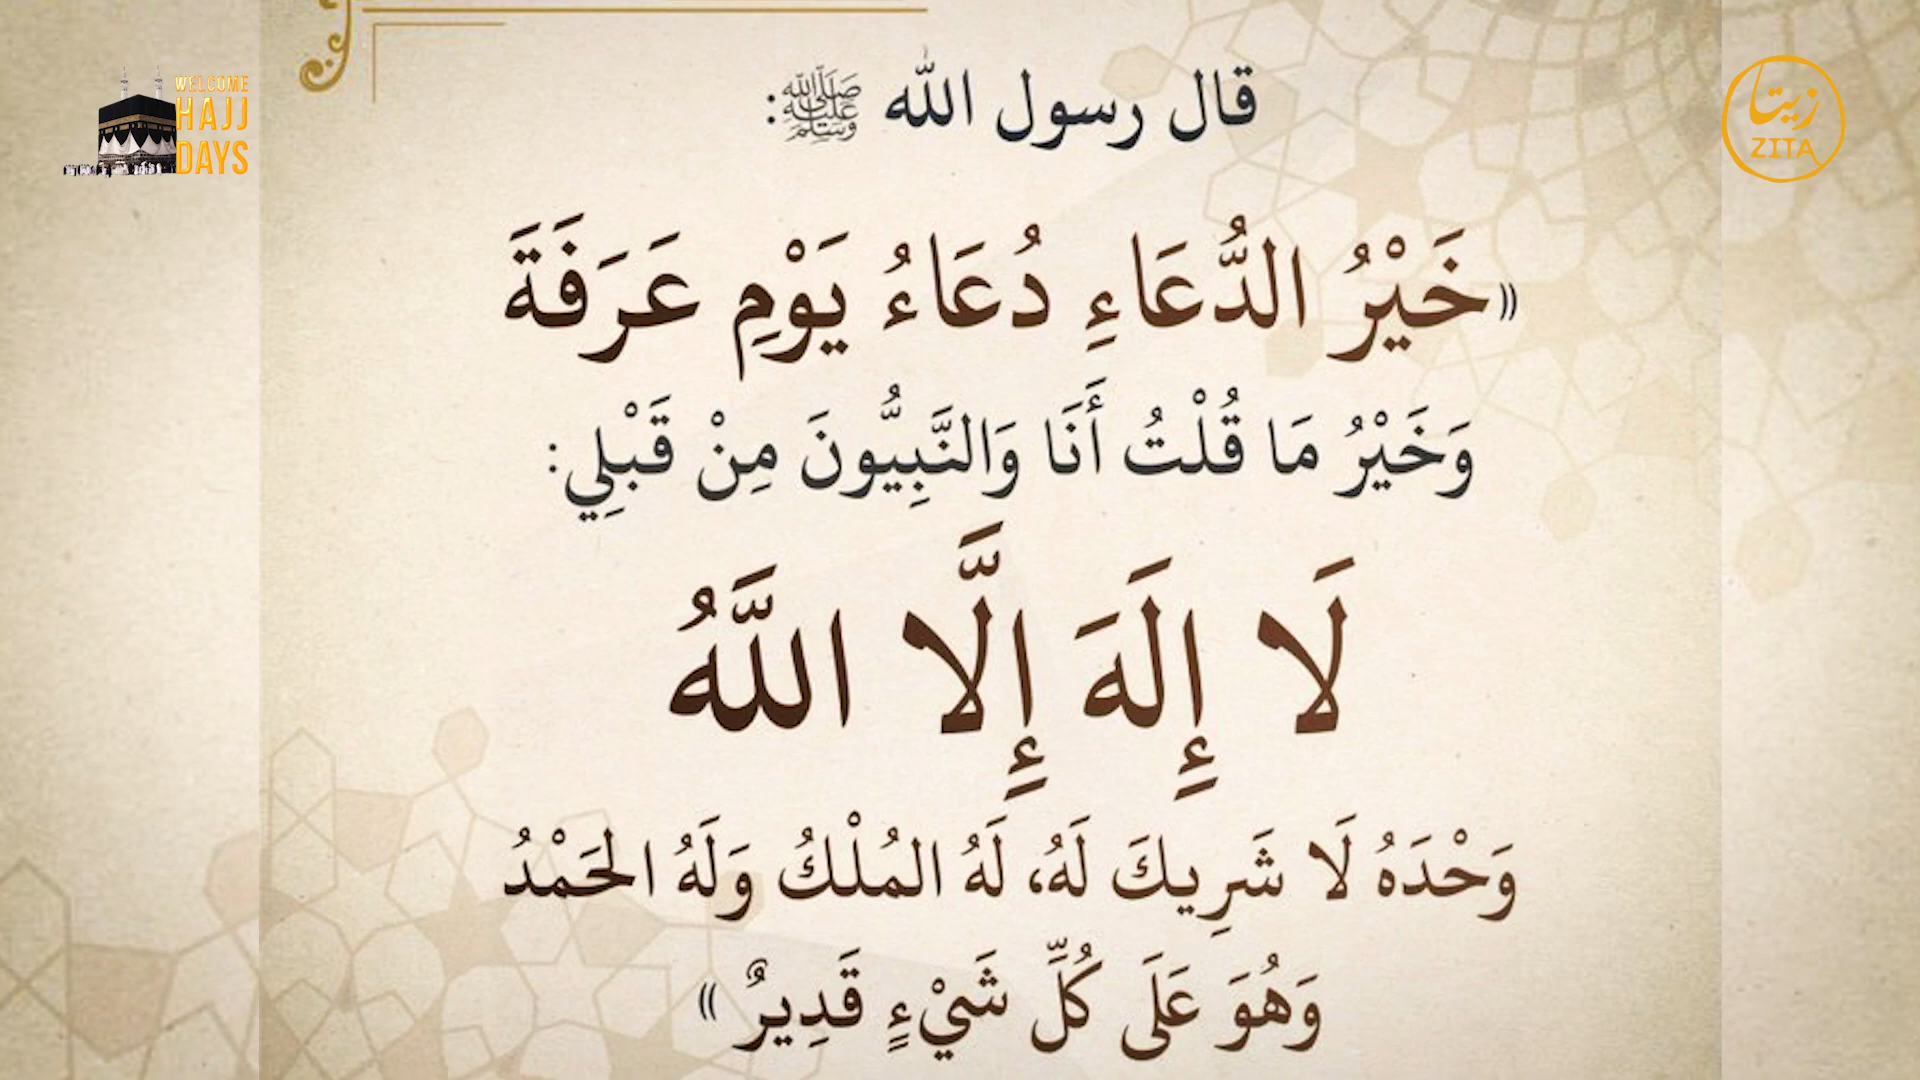 WELCOME
HAJJ
DAYS
زيتا
ZITA
قال رسول الله ﷺ:
«خَيْرُ الدُّعَاءِ دُعَاءُ يَوْمِ عَرَفَةَ
وَخَيْرُ مَا قُلْتُ أَنَا وَالنَّبِيُّونَ مِنْ قَبْلِي:
لَا إِلَهَ إِلَّا اللَّهُ
وَحْدَهُ لَا شَرِيكَ لَهُ، لَهُ المُلْكُ وَلَهُ الحَمْدُ
وَهُوَ عَلَى كُلِّ شَيْءٍ قَدِيرٌ»